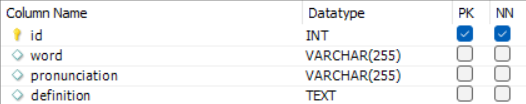 Column Name Datatype PK NN
id INT
word VARCHAR(255)
pronunciation VARCHAR(255)
definition TEXT